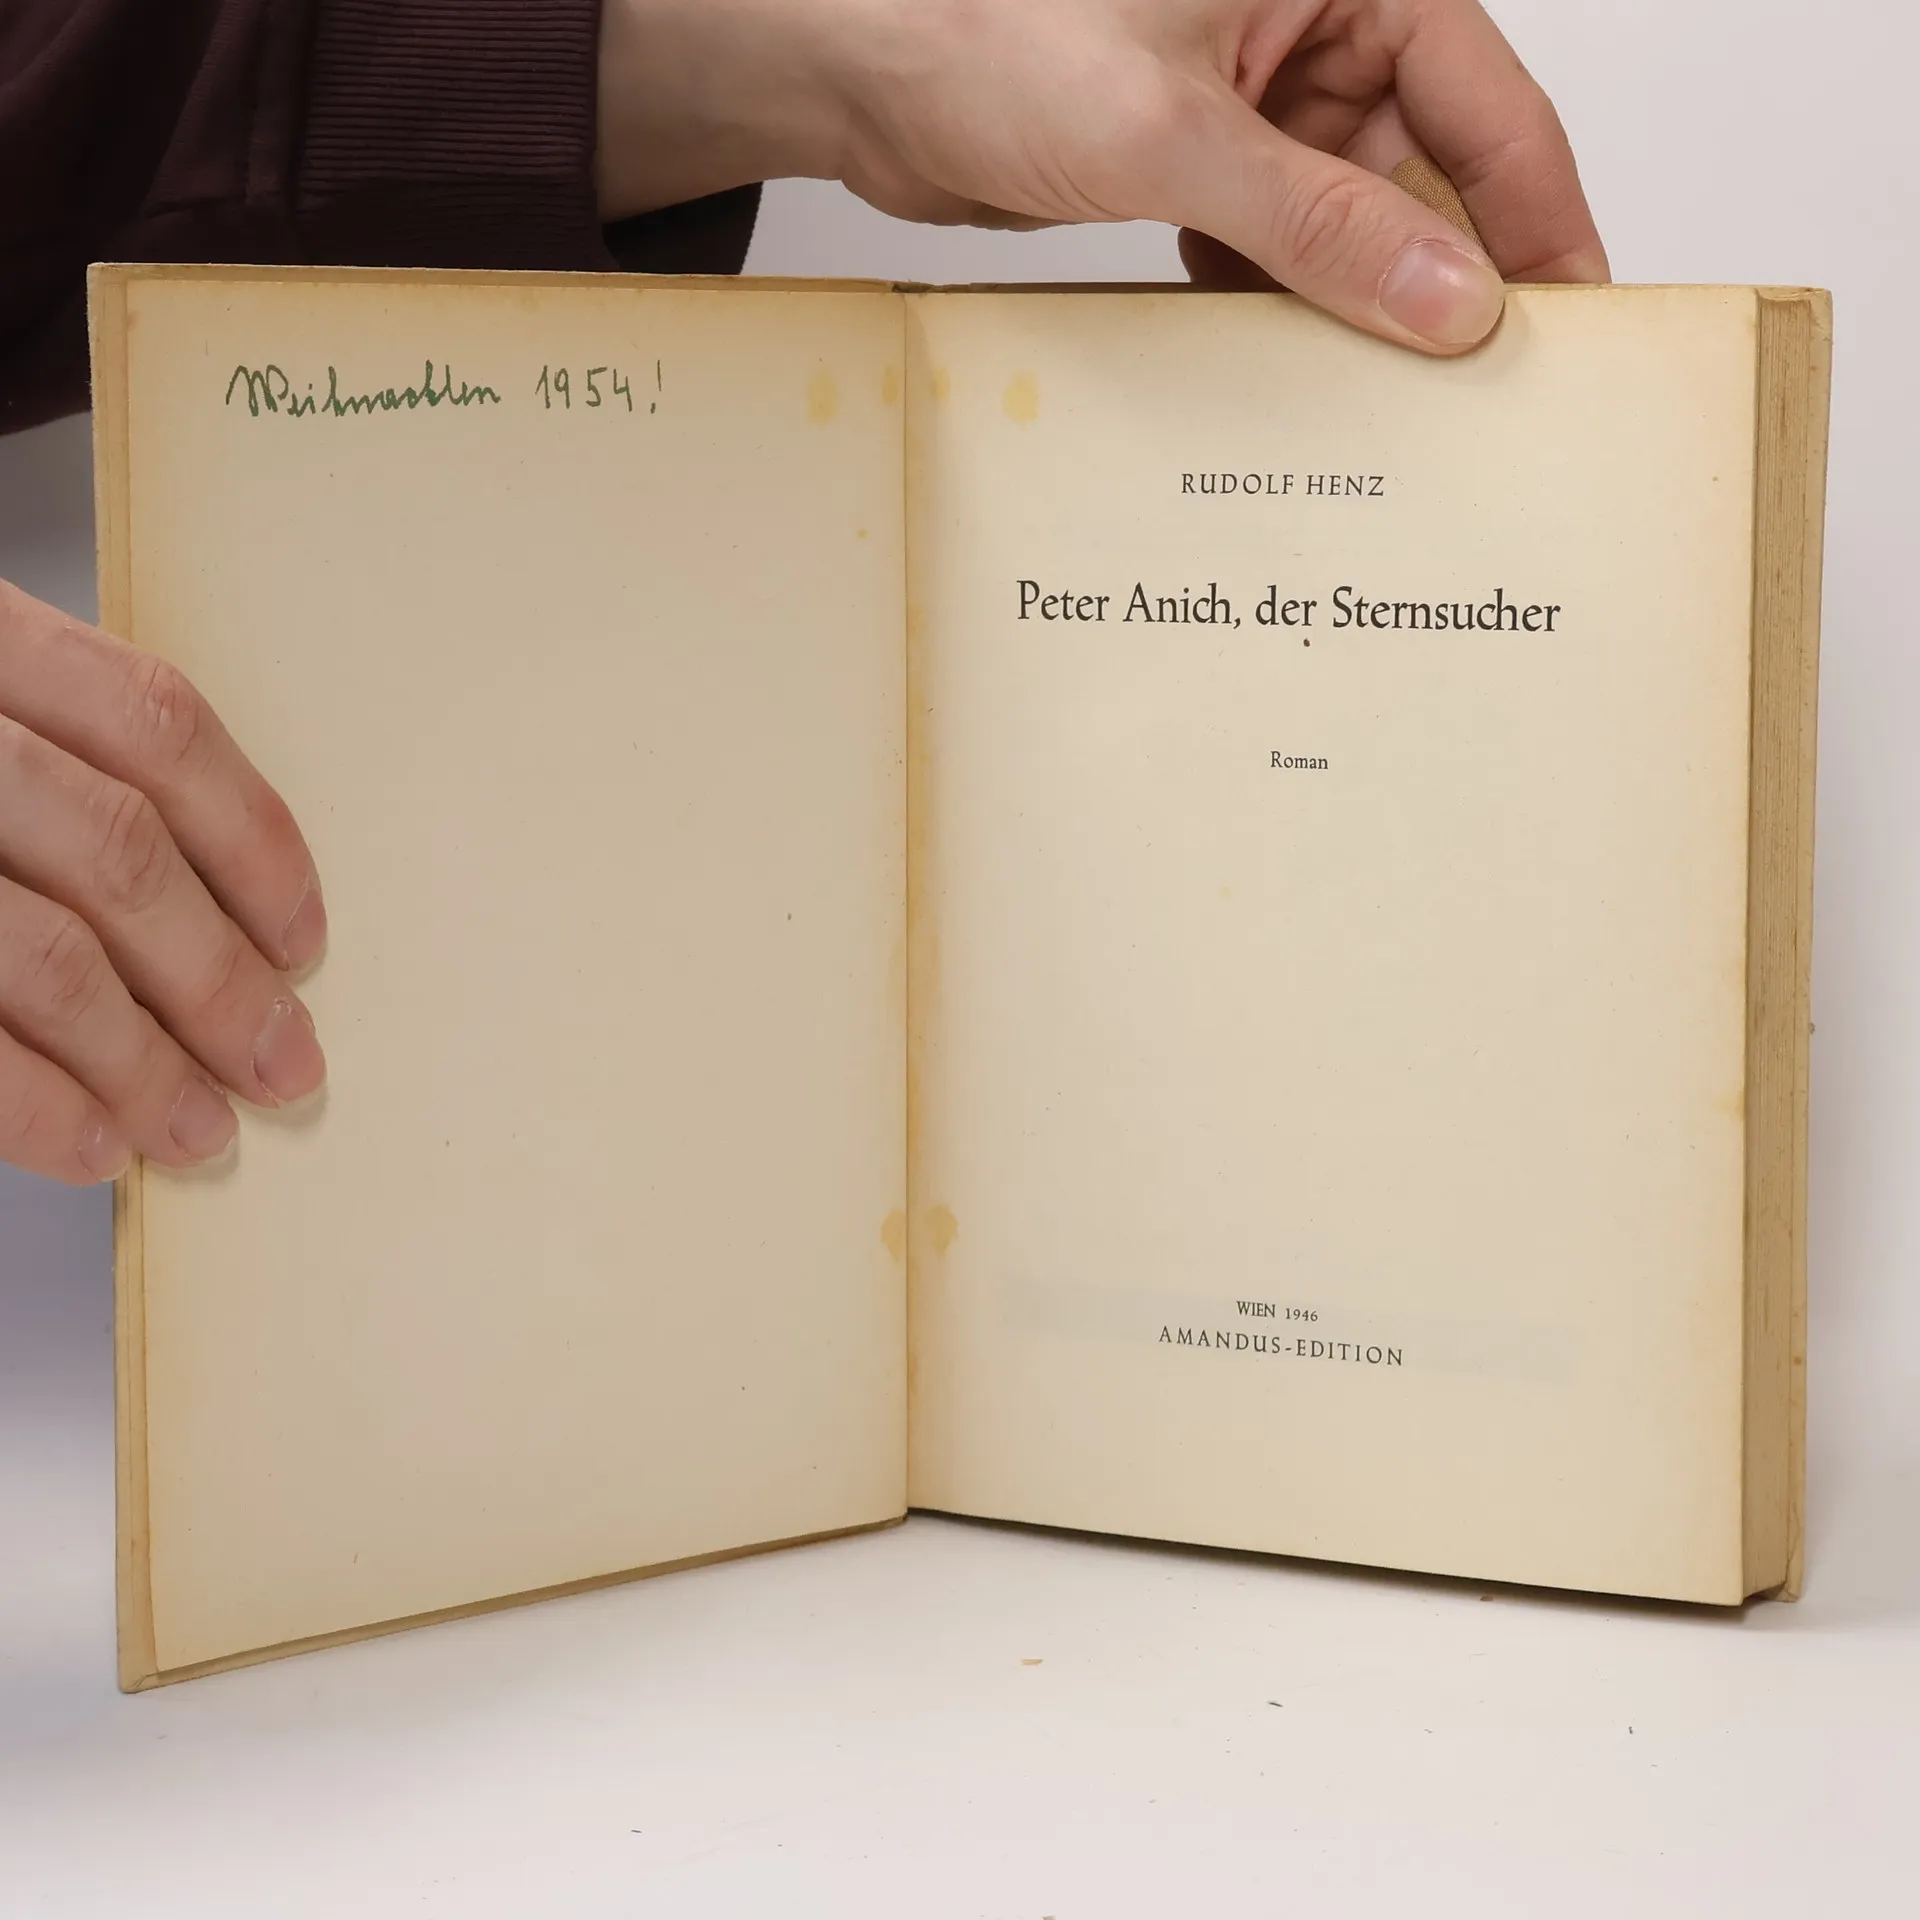 Weihnachten 1954!
RUDOLF HENZ
Peter Anich, der Sternsucher
Roman
WIEN 1946
AMANDUS-EDITION